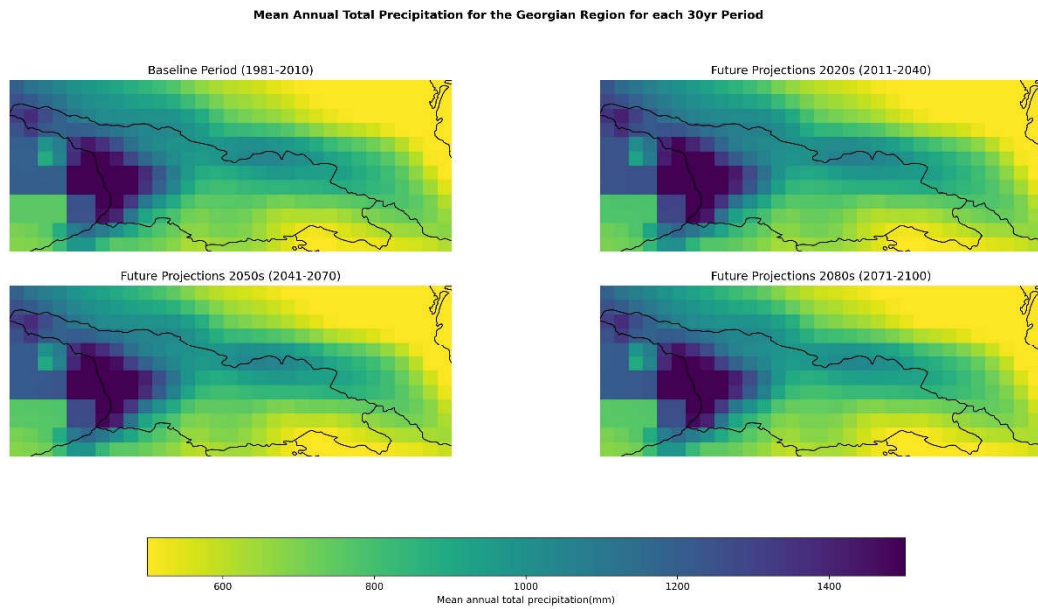 Mean Annual Total Precipitation for the Georgian Region for each 30yr Period
Baseline Period (1981-2010)
Future Projections 2020s (2011-2040)
Future Projections 2050s (2041-2070)
Future Projections 2080s (2071-2100)
600 800 1000 1200 1400
Mean annual total precipitation(mm)